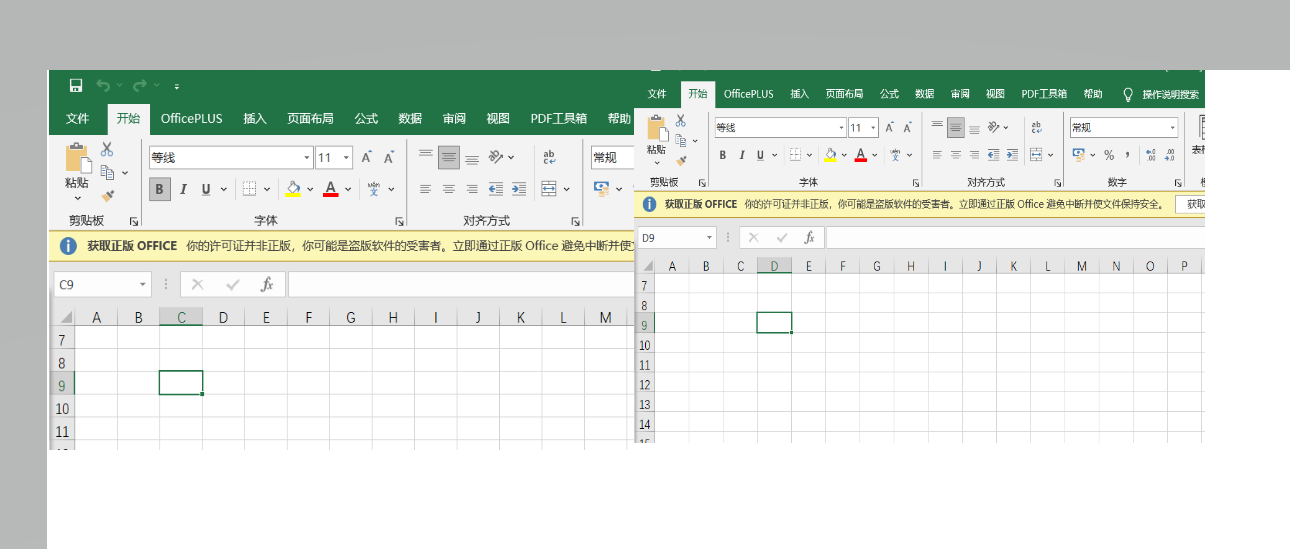 文件 开始 OfficePLUS 插入 页面布局 公式 数据 审阅 视图 PDF工具箱 帮助
粘贴 等线 11 A A ab 常规
B I U A wén 文
剪贴板 字体 对齐方式
获取正版 OFFICE 你的许可证并非正版，你可能是盗版软件的受害者。立即通过正版 Office 避免中断并使
C9 fx
A B C D E F G H I J K L M
7
8
9
10
11
文件 开始 OfficePLUS 插入 页面布局 公式 数据 审阅 视图 PDF工具箱 帮助 操作说明搜索
粘贴 等线 11 A A ab 常规
B I U A wén 文 % ,
剪贴板 字体 对齐方式 数字
获取正版 OFFICE 你的许可证并非正版，你可能是盗版软件的受害者。立即通过正版 Office 避免中断并使文件保持安全。 获取
D9 fx
A B C D E F G H I J K L M N O P
7
8
9
10
11
12
13
14